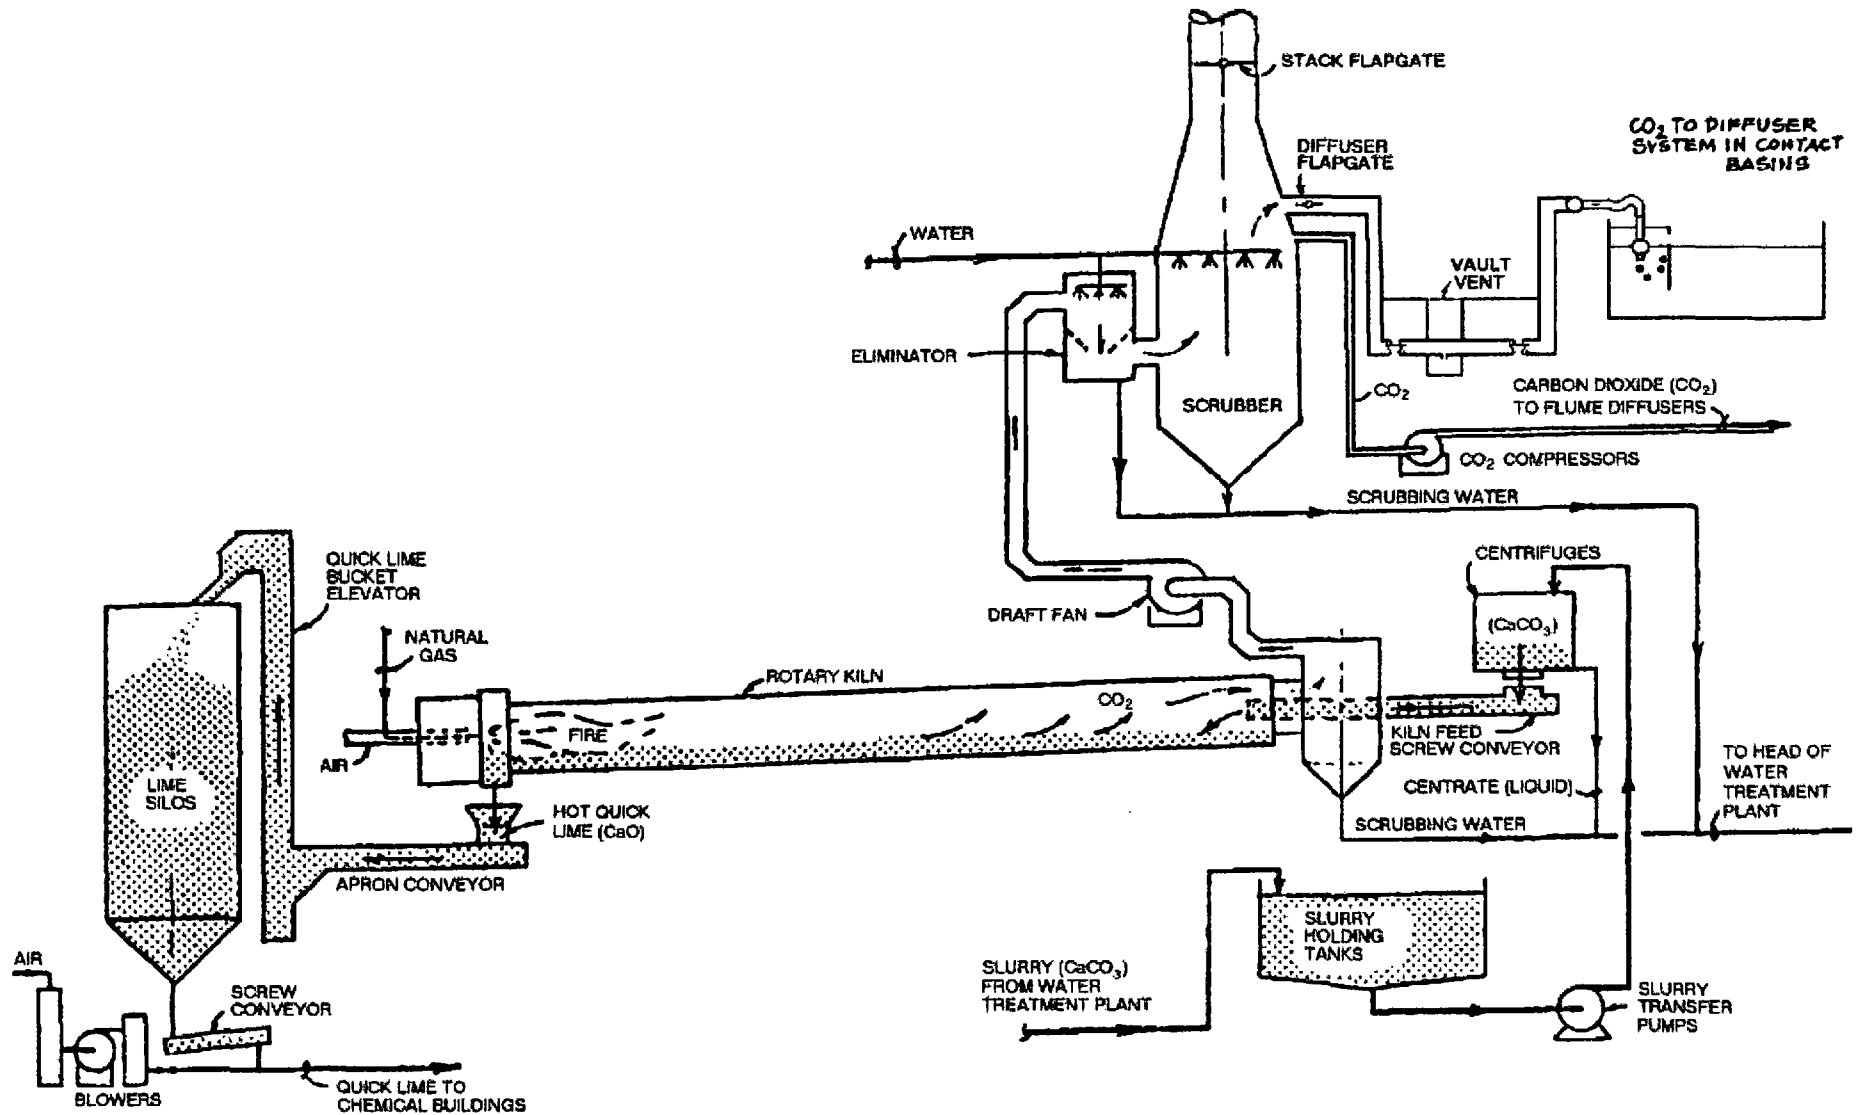 STACK FLAPGATE
CO₂ TO DIFFUSER
SYSTEM IN CONTACT
BASINS
DIFFUSER
FLAPGATE
WATER
VAULT
VENT
ELIMINATOR
SCRUBBER
CO₂
CARBON DIOXIDE (CO₂)
TO FLUME DIFFUSERS
CO₂ COMPRESSORS
SCRUBBING WATER
QUICK LIME
BUCKET
ELEVATOR
CENTRIFUGES
(CaCO₃)
DRAFT FAN
NATURAL
GAS
ROTARY KILN
CO₂
FIRE
AIR
KILN FEED
SCREW CONVEYOR
LIME
SILOS
HOT QUICK
LIME (CaO)
CENTRATE (LIQUID)
TO HEAD OF
WATER
TREATMENT
PLANT
SCRUBBING WATER
APRON CONVEYOR
SLURRY
HOLDING
TANKS
SLURRY (CaCO₃)
FROM WATER
TREATMENT PLANT
SLURRY
TRANSFER
PUMPS
AIR
SCREW
CONVEYOR
BLOWERS
QUICK LIME TO
CHEMICAL BUILDINGS